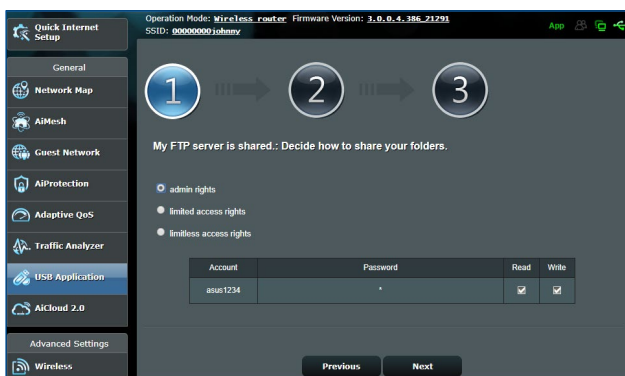 Quick Internet
Setup
General
Network Map
AiMesh
Guest Network
AiProtection
Adaptive QoS
Traffic Analyzer
USB Application
AiCloud 2.0
Advanced Settings
Wireless
Operation Mode: Wireless router Firmware Version: 3.0.0.4.386_21291
SSID: 00000000johnny
App
1 2 3
My FTP server is shared.: Decide how to share your folders.
admin rights
limited access rights
limitless access rights
Account Password Read Write
asus1234 *
Previous Next